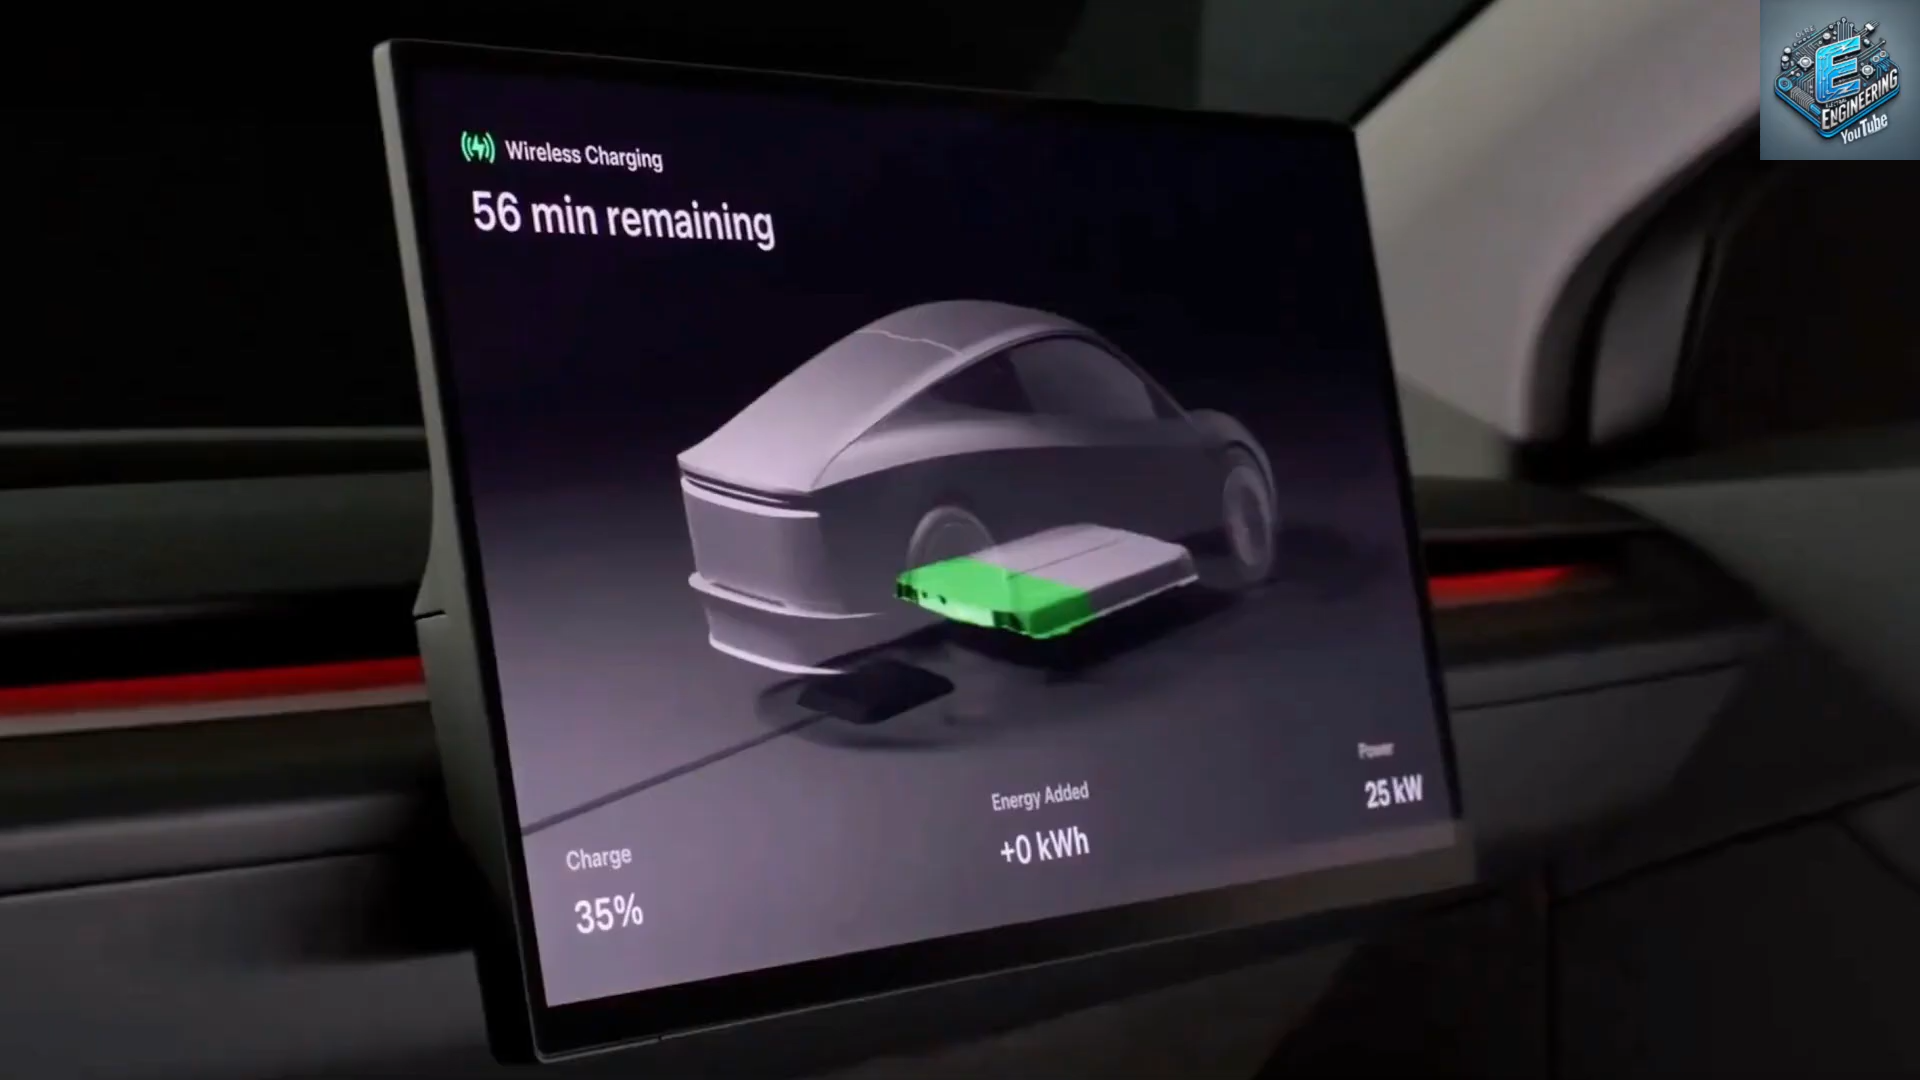 Wireless Charging
56 min remaining
Charge
35%
Energy Added
+0 kWh
Power
25 kW
E
ENGINEERING
YouTube